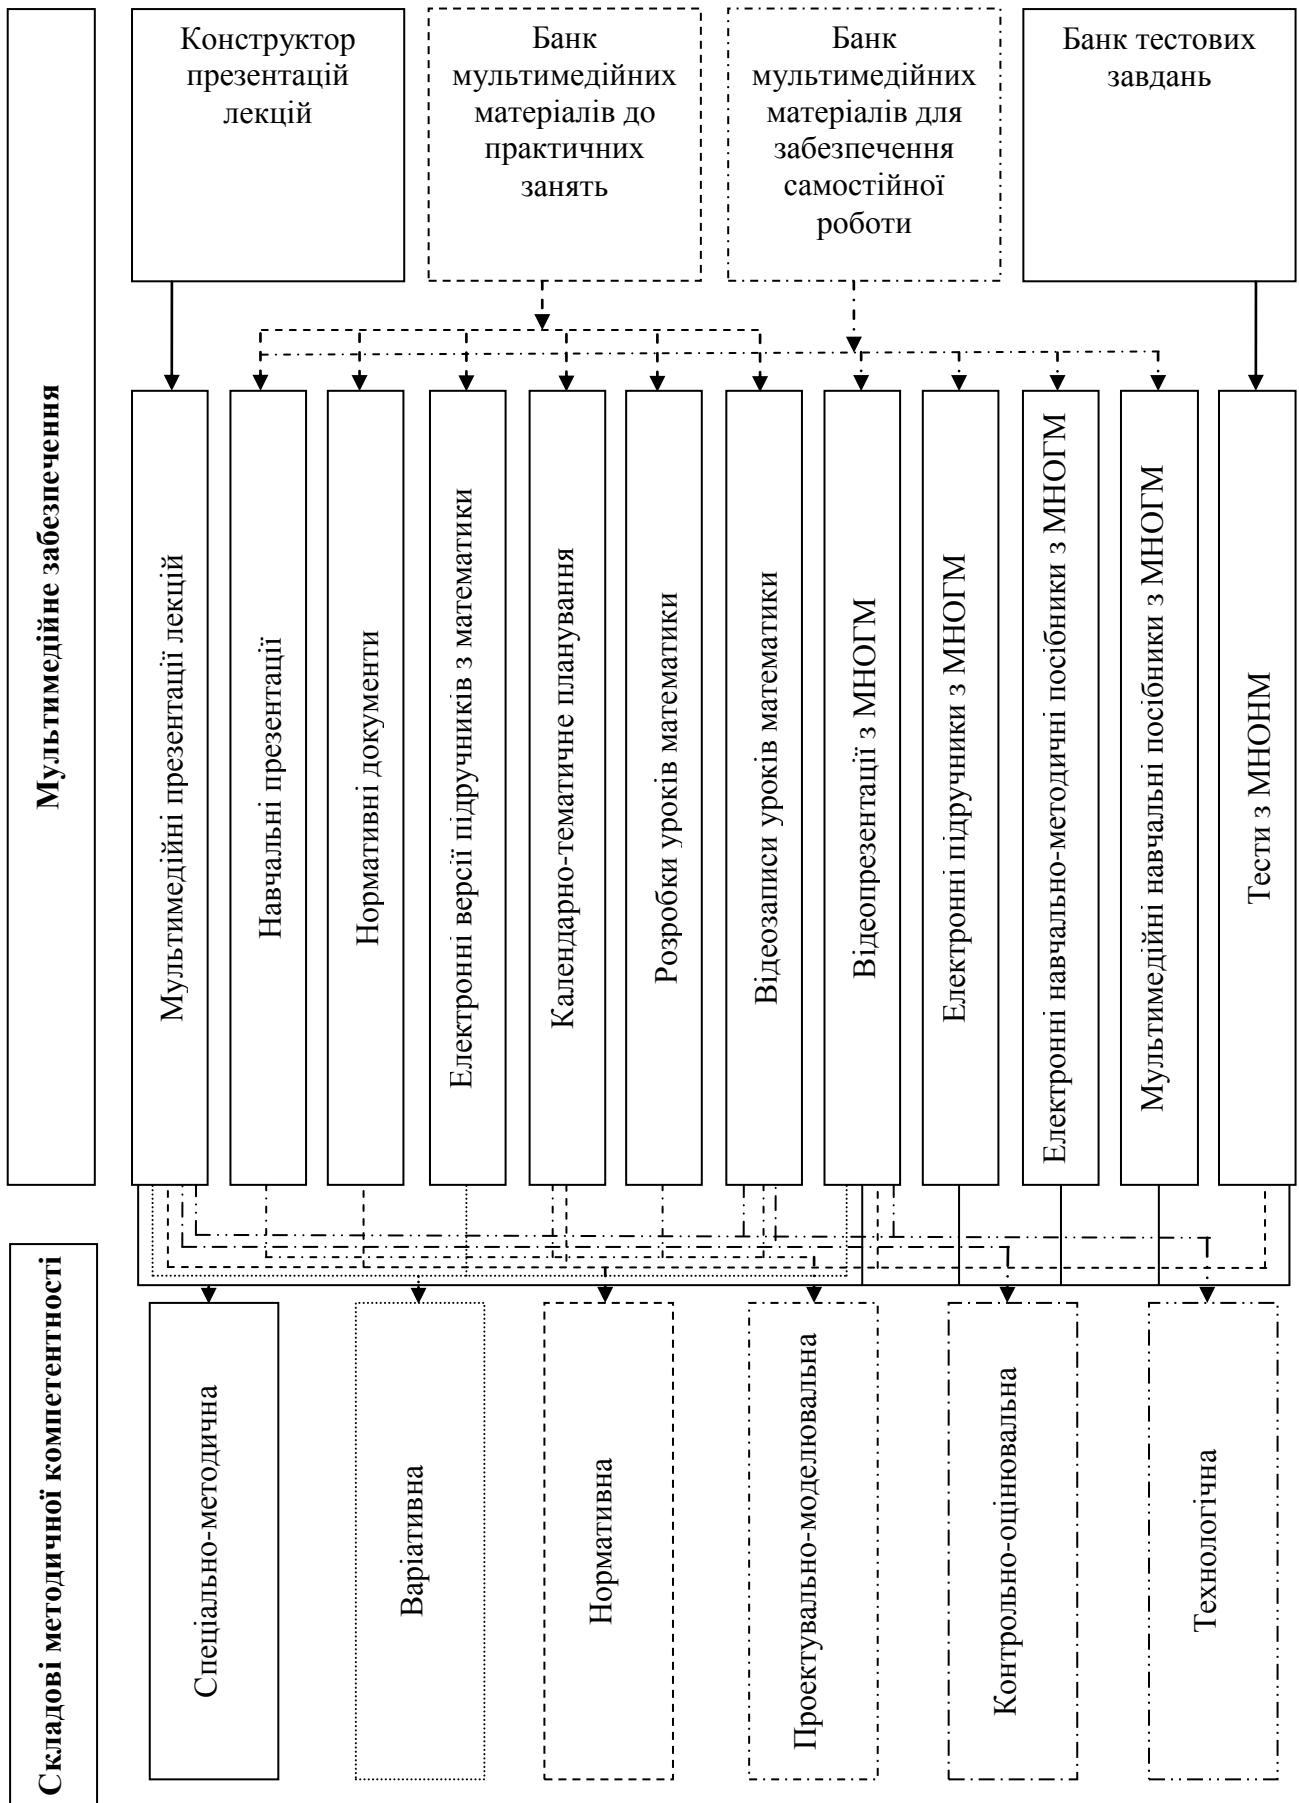 Мультимедійне забезпечення
Конструктор
презентацій
лекцій
Банк
мультимедійних
матеріалів до
практичних
занять
Банк
мультимедійних
матеріалів для
забезпечення
самостійної
роботи
Банк тестових
завдань
Мультимедійні презентації лекцій
Навчальні презентації
Нормативні документи
Електронні версії підручників з математики
Календарно-тематичне планування
Розробки уроків математики
Відеозаписи уроків математики
Відеопрезентації з МНОГМ
Електронні підручники з МНОГМ
Електронні навчально-методичні посібники з МНОГМ
Мультимедійні навчальні посібники з МНОГМ
Тести з МНОНМ
Складові методичної компетентності
Спеціально-методична
Варіативна
Нормативна
Проектувально-моделювальна
Контрольно-оцінювальна
Технологічна